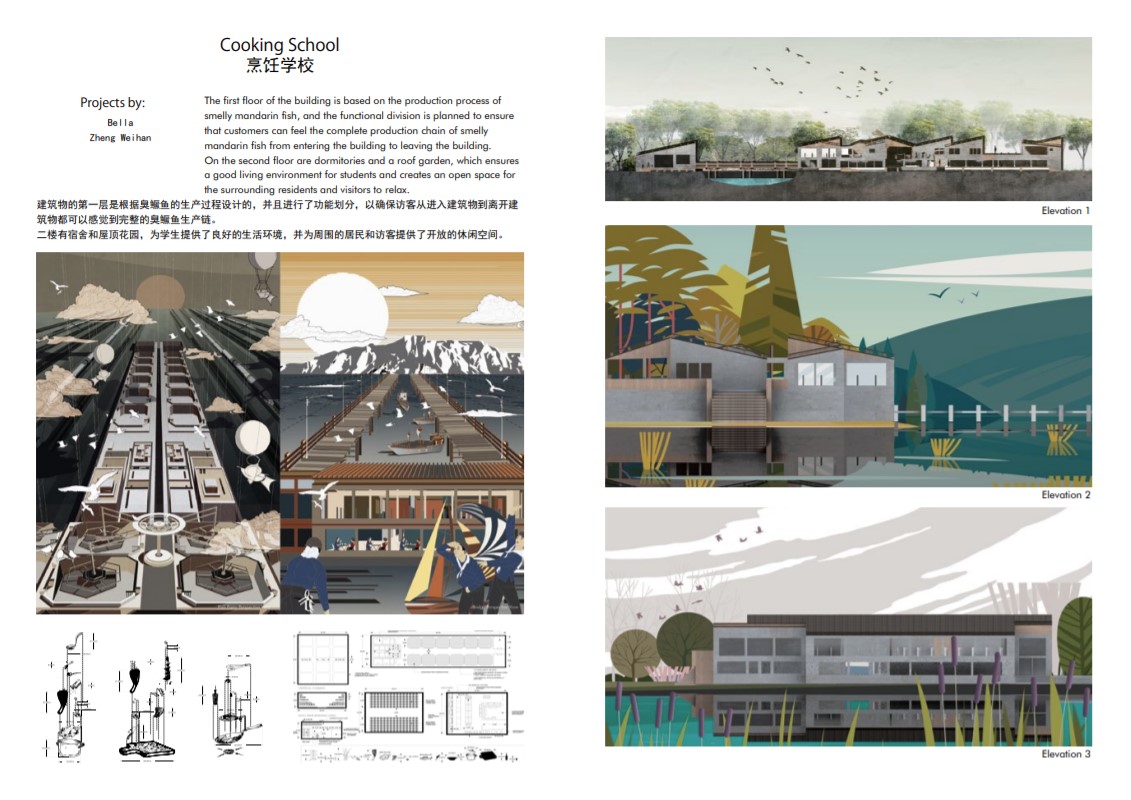 Cooking School
烹饪学校
Projects by:
Bella
Zheng Weihan
The first floor of the building is based on the production process of
smelly mandarin fish, and the functional division is planned to ensure
that customers can feel the complete production chain of smelly
mandarin fish from entering the building to leaving the building.
On the second floor are dormitories and a roof garden, which ensures
a good living environment for students and creates an open space for
the surrounding residents and visitors to relax.
建筑物的第一层是根据臭鳜鱼的生产过程设计的，并且进行了功能划分，以确保访客从进入建筑物到离开建
筑物都可以感觉到完整的臭鳜鱼生产链。
二楼有宿舍和屋顶花园，为学生提供了良好的生活环境，并为周围的居民和访客提供了开放的休闲空间。
Elevation 1
Elevation 2
Elevation 3